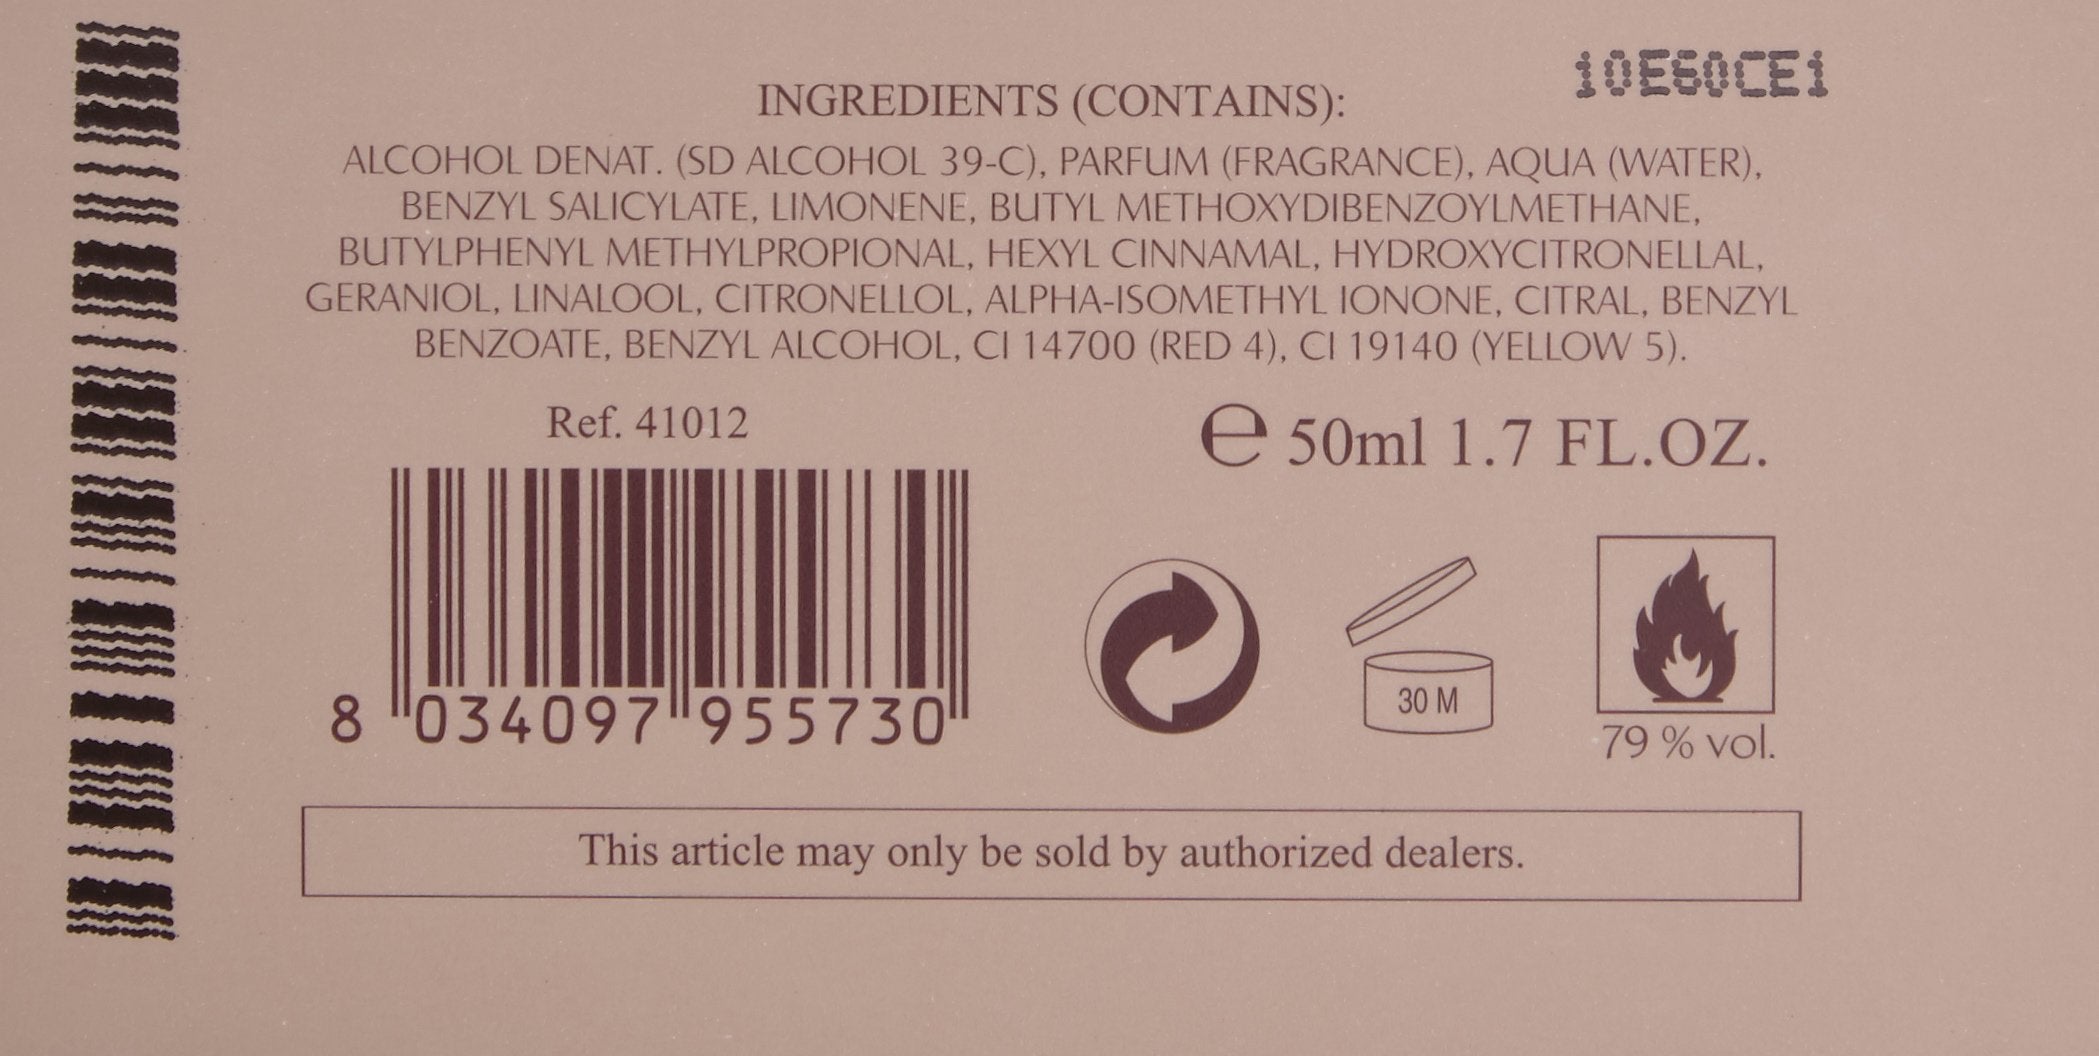 10E60CE1
INGREDIENTS (CONTAINS):
ALCOHOL DENAT. (SD ALCOHOL 39-C), PARFUM (FRAGRANCE), AQUA (WATER),
BENZYL SALICYLATE, LIMONENE, BUTYL METHOXYDIBENZOYLMETHANE,
BUTYLPHENYL METHYLPROPIONAL, HEXYL CINNAMAL, HYDROXYCITRONELLAL,
GERANIOL, LINALOOL, CITRONELLOL, ALPHA-ISOMETHYL IONONE, CITRAL, BENZYL
BENZOATE, BENZYL ALCOHOL, CI 14700 (RED 4), CI 19140 (YELLOW 5).
Ref. 41012
℮ 50ml 1.7 FL.OZ.
8 034097 955730
30 M
79 % vol.
This article may only be sold by authorized dealers.